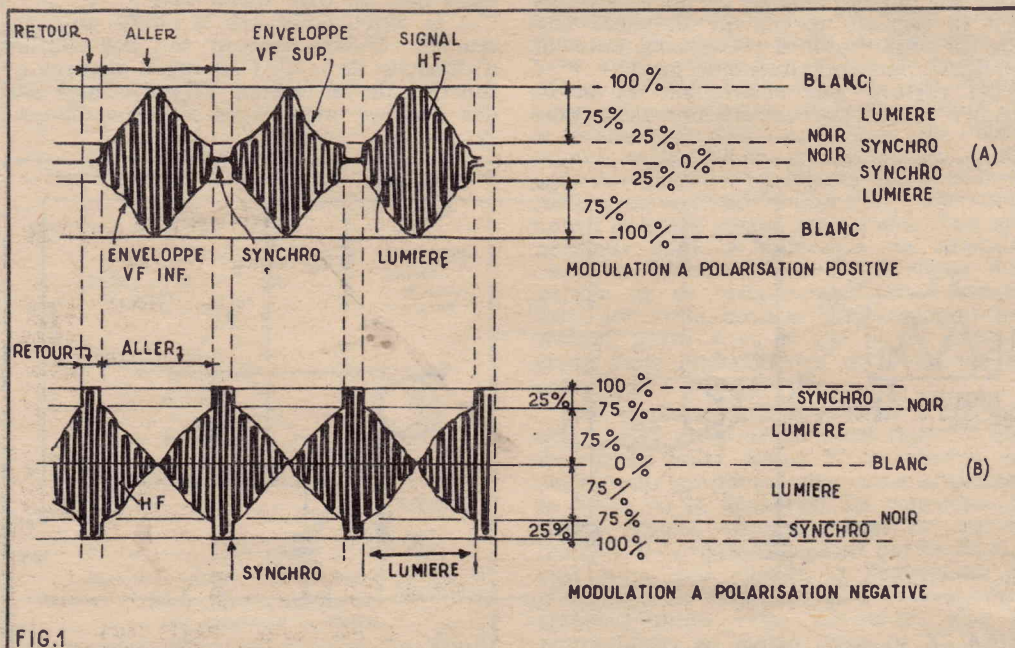 RETOUR ALLER ENVELOPPE VF SUP. SIGNAL HF
100% BLANC
75% LUMIERE
25% NOIR SYNCHRO
0% NOIR
25% SYNCHRO
LUMIERE
75%
100% BLANC
(A)
ENVELOPPE VF INF. SYNCHRO LUMIERE
MODULATION A POLARISATION POSITIVE
RETOUR ALLER
100%
25% SYNCHRO
75% NOIR
LUMIERE
75%
0% BLANC
(B)
75% LUMIERE
HF
75% NOIR
25% SYNCHRO
100%
SYNCHRO LUMIERE
MODULATION A POLARISATION NEGATIVE
FIG.1